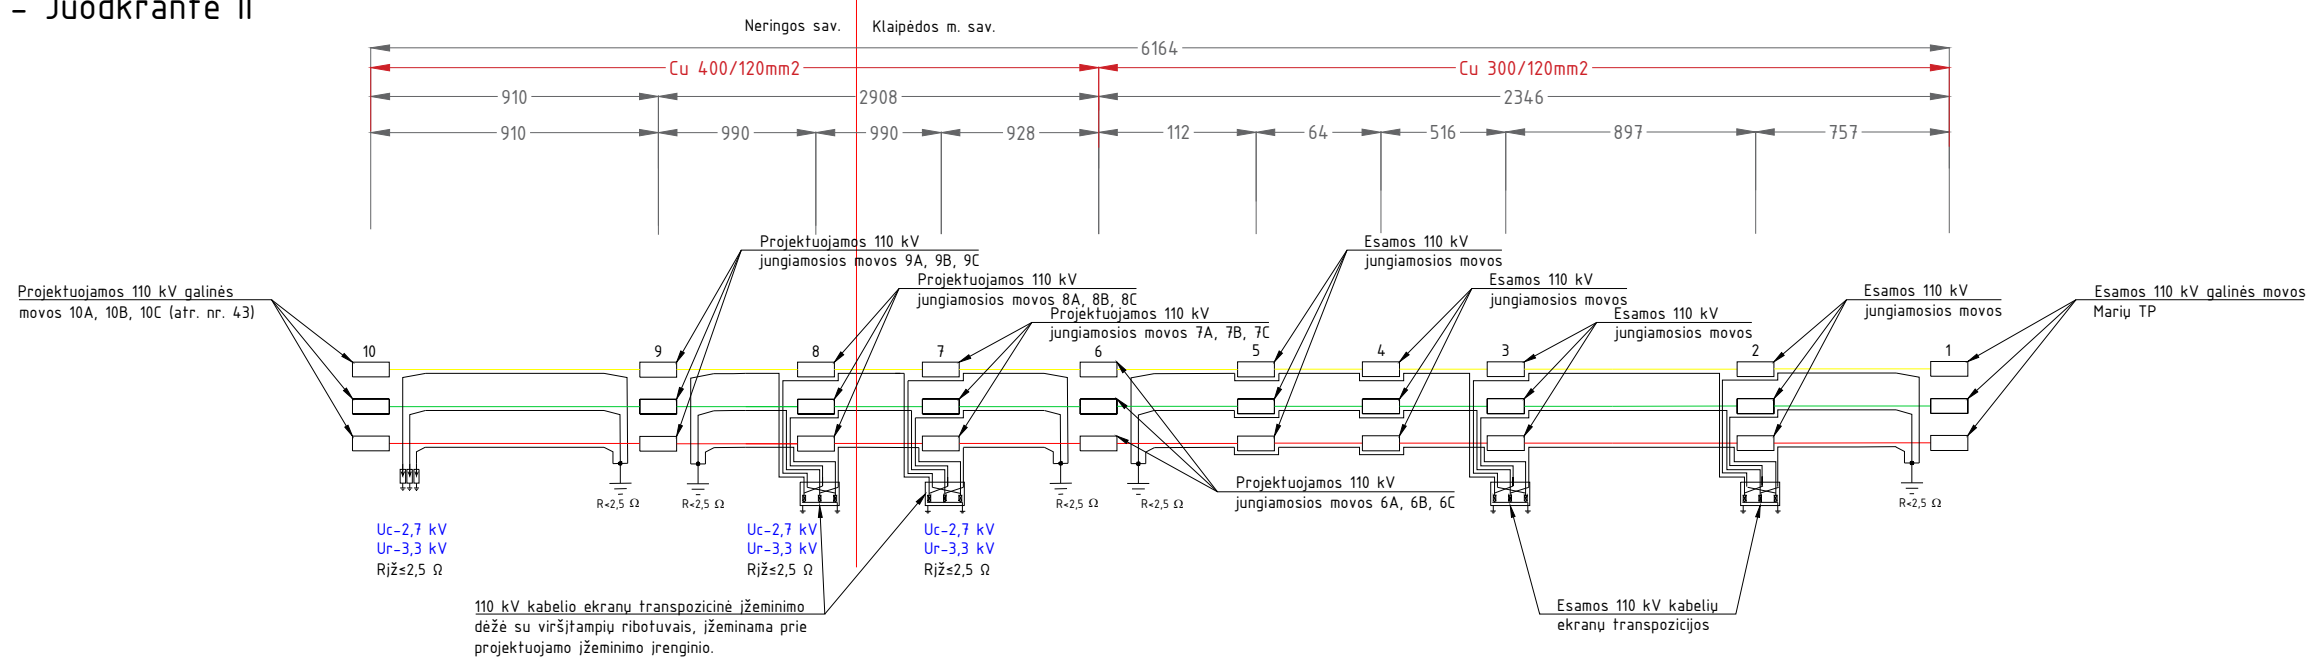 - Juodkrantė II
Neringos sav.
Klaipėdos m. sav.
6164
Cu 400/120mm2
Cu 300/120mm2
910
2908
2346
910
990
990
928
112
64
516
897
757
Projektuojamos 110 kV
jungiamosios movos 9A, 9B, 9C
Esamos 110 kV
jungiamosios movos
Projektuojamos 110 kV
jungiamosios movos 8A, 8B, 8C
Esamos 110 kV
jungiamosios movos
Projektuojamos 110 kV galinės
movos 10A, 10B, 10C (atr. nr. 43)
Esamos 110 kV
jungiamosios movos
Esamos 110 kV galinės movos
Marių TP
Projektuojamos 110 kV
jungiamosios movos 7A, 7B, 7C
Esamos 110 kV
jungiamosios movos
10
9
8
7
6
5
4
3
2
1
Projektuojamos 110 kV
jungiamosios movos 6A, 6B, 6C
R<2,5 Ω
R<2,5 Ω
R<2,5 Ω
R<2,5 Ω
R<2,5 Ω
Uc-2,7 kV
Ur-3,3 kV
Rįž≤2,5 Ω
Uc-2,7 kV
Ur-3,3 kV
Rįž≤2,5 Ω
Uc-2,7 kV
Ur-3,3 kV
Rįž≤2,5 Ω
110 kV kabelio ekranų transpozicinė įžeminimo
dėžė su viršįtampių ribotuvais, įžeminama prie
projektuojamo įžeminimo įrenginio.
Esamos 110 kV kabelių
ekranų transpozicijos